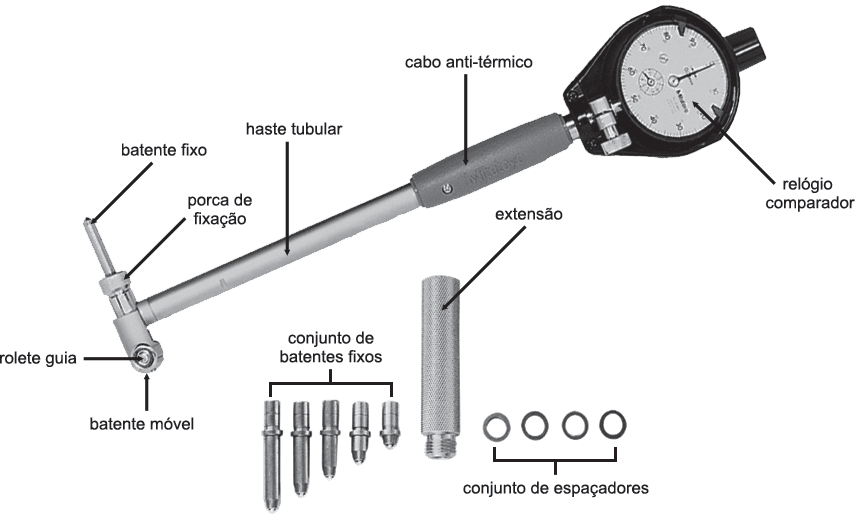 cabo anti-térmico
haste tubular
batente fixo
porca de
fixação
relógio
comparador
extensão
conjunto de
batentes fixos
rolete guia
batente móvel
conjunto de espaçadores